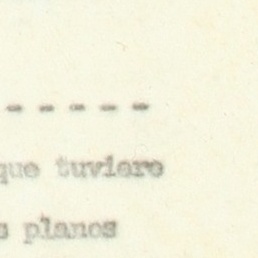 - - - - -
que tuviere
s planos